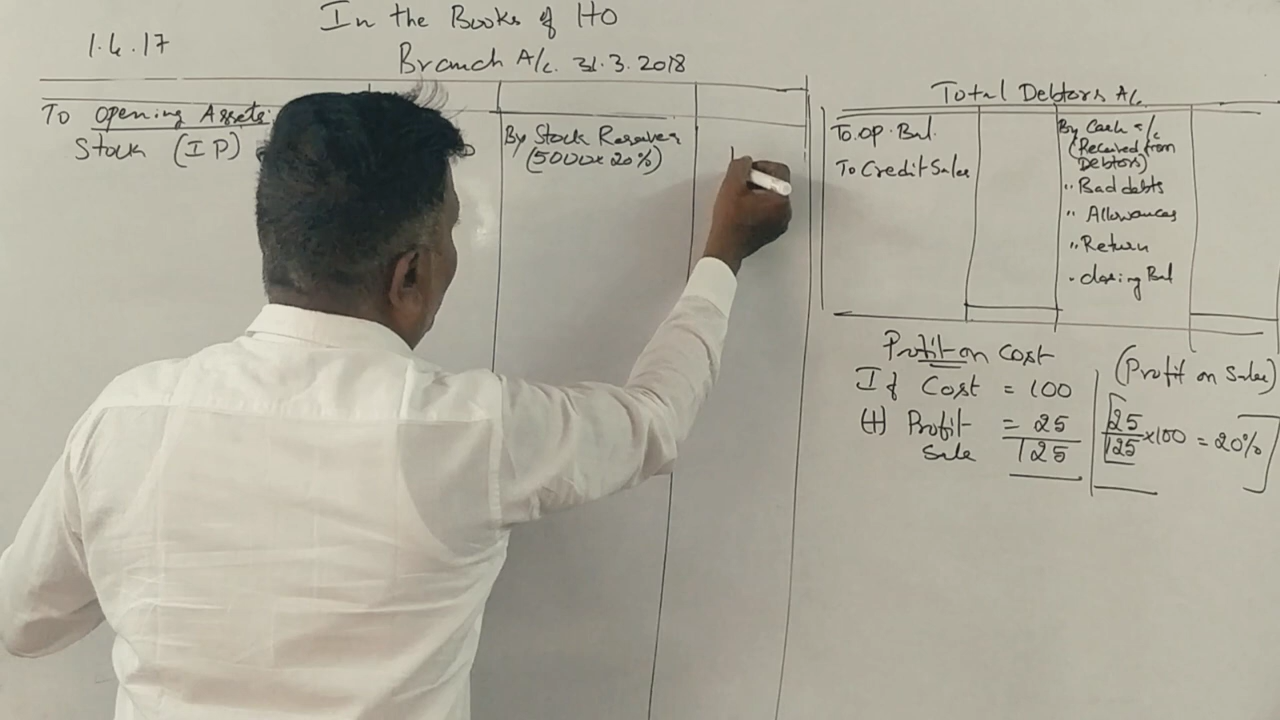 In the Books of HO
1.4.17
Branch A/c. 31.3.2018
To Opening Assets:
Stock (IP)
By Stock Reserve
(5000x20%)
Total Debtors A/c.
To. Op. Bal.
To Credit Sales
By Cash a/c
(Received from
Debtors)
,, Bad debts
,, Allowances
,, Return
- closing Bal
Profit on Cost
If Cost = 100
(+) Profit = 25
Sale 125
(Profit on Sales)
25/125 x100 = 20%